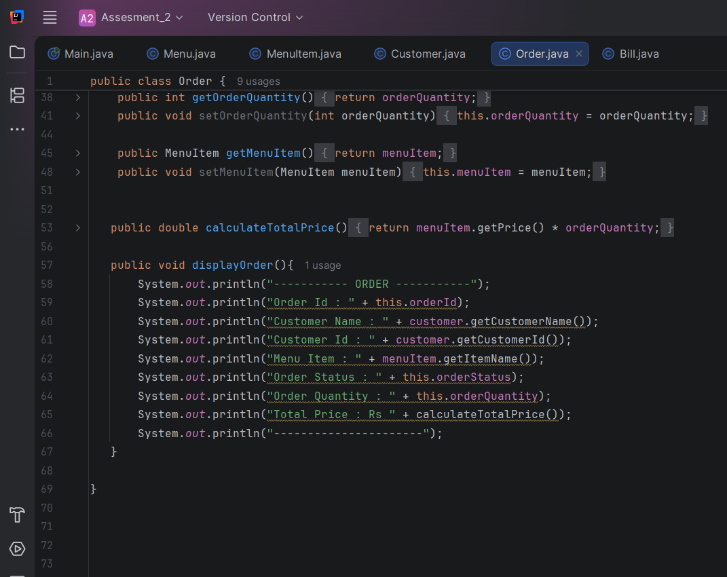 A2 Assesment_2 Version Control
Main.java Menu.java MenuItem.java Customer.java Order.java Bill.java
1 public class Order { 9 usages
38 public int getOrderQuantity() { return orderQuantity; }
41 public void setOrderQuantity(int orderQuantity) { this.orderQuantity = orderQuantity; }
44
45 public MenuItem getMenuItem() { return menuItem; }
48 public void setMenuItem(MenuItem menuItem) { this.menuItem = menuItem; }
51
52
53 public double calculateTotalPrice() { return menuItem.getPrice() * orderQuantity; }
56
57 public void displayOrder(){ 1 usage
58 System.out.println("----------- ORDER -----------");
59 System.out.println("Order Id : " + this.orderId);
60 System.out.println("Customer Name : " + customer.getCustomerName());
61 System.out.println("Customer Id : " + customer.getCustomerId());
62 System.out.println("Menu Item : " + menuItem.getItemName());
63 System.out.println("Order Status : " + this.orderStatus);
64 System.out.println("Order Quantity : " + this.orderQuantity);
65 System.out.println("Total Price : Rs " + calculateTotalPrice());
66 System.out.println("----------------------");
67 }
68
69 }
70
71
72
73